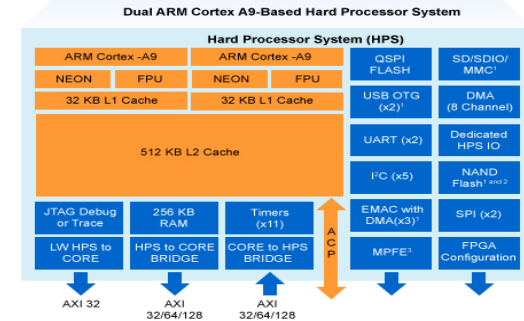 Dual ARM Cortex A9-Based Hard Processor System
Hard Processor System (HPS)
ARM Cortex -A9
ARM Cortex -A9
NEON
FPU
NEON
FPU
32 KB L1 Cache
32 KB L1 Cache
512 KB L2 Cache
JTAG Debug
or Trace
256 KB
RAM
Timers
(x11)
LW HPS to
CORE
HPS to CORE
BRIDGE
CORE to HPS
BRIDGE
A
C
P
QSPI
FLASH
SD/SDIO/
MMC¹
USB OTG
(x2)¹
DMA
(8 Channel)
UART (x2)
Dedicated
HPS IO
I²C (x5)
NAND
Flash¹ ᵃⁿᵈ ²
EMAC with
DMA(x3)¹
SPI (x2)
MPFE³
FPGA
Configuration
AXI 32
AXI
32/64/128
AXI
32/64/128